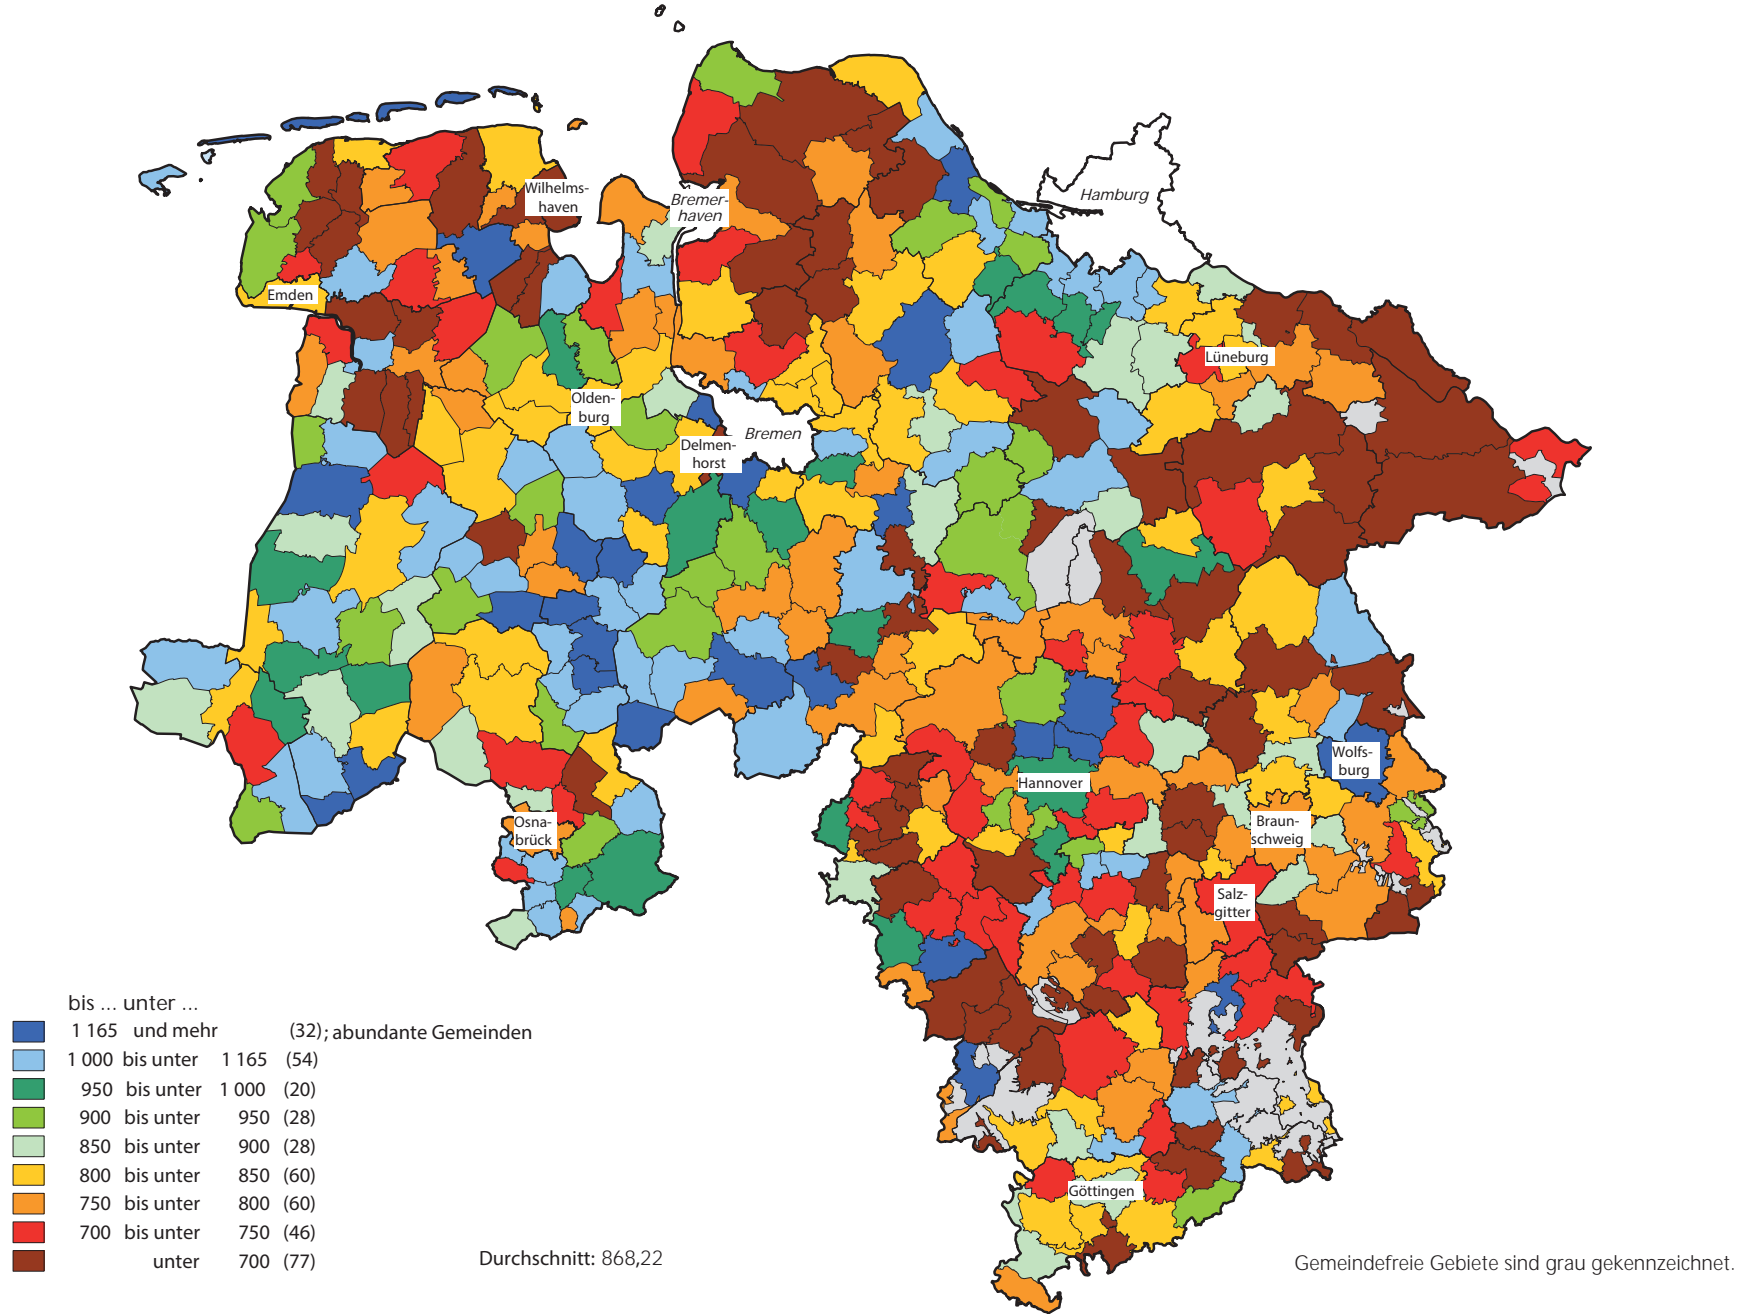 Hamburg
Wilhelms-
haven
Bremer-
haven
Emden
Lüneburg
Olden-
burg
Bremen
Delmen-
horst
Wolfs-
burg
Hannover
Osna-
brück
Braun-
schweig
Salz-
gitter
Göttingen
bis ... unter ...
1 165 und mehr (32); abundante Gemeinden
1 000 bis unter 1 165 (54)
950 bis unter 1 000 (20)
900 bis unter 950 (28)
850 bis unter 900 (28)
800 bis unter 850 (60)
750 bis unter 800 (60)
700 bis unter 750 (46)
unter 700 (77)
Durchschnitt: 868,22
Gemeindefreie Gebiete sind grau gekennzeichnet.